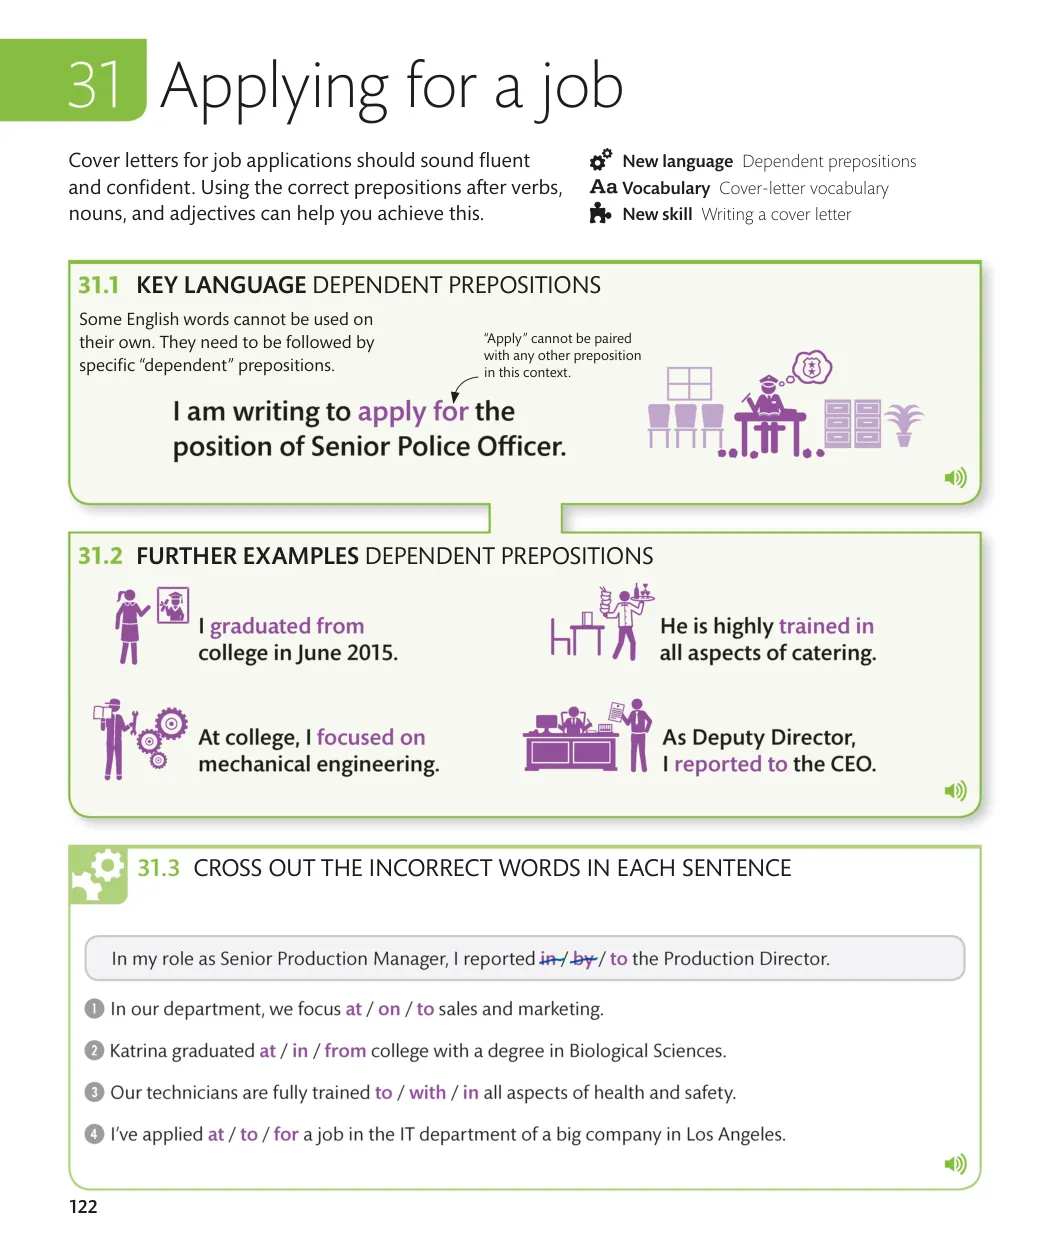 31 Applying for a job
Cover letters for job applications should sound fluent
and confident. Using the correct prepositions after verbs,
nouns, and adjectives can help you achieve this.
New language Dependent prepositions
Aa Vocabulary Cover-letter vocabulary
New skill Writing a cover letter
31.1 KEY LANGUAGE DEPENDENT PREPOSITIONS
Some English words cannot be used on
their own. They need to be followed by
specific “dependent” prepositions.
“Apply” cannot be paired
with any other preposition
in this context.
I am writing to apply for the
position of Senior Police Officer.
31.2 FURTHER EXAMPLES DEPENDENT PREPOSITIONS
I graduated from
college in June 2015.
He is highly trained in
all aspects of catering.
At college, I focused on
mechanical engineering.
As Deputy Director,
I reported to the CEO.
31.3 CROSS OUT THE INCORRECT WORDS IN EACH SENTENCE
In my role as Senior Production Manager, I reported in / by / to the Production Director.
1 In our department, we focus at / on / to sales and marketing.
2 Katrina graduated at / in / from college with a degree in Biological Sciences.
3 Our technicians are fully trained to / with / in all aspects of health and safety.
4 I’ve applied at / to / for a job in the IT department of a big company in Los Angeles.
122